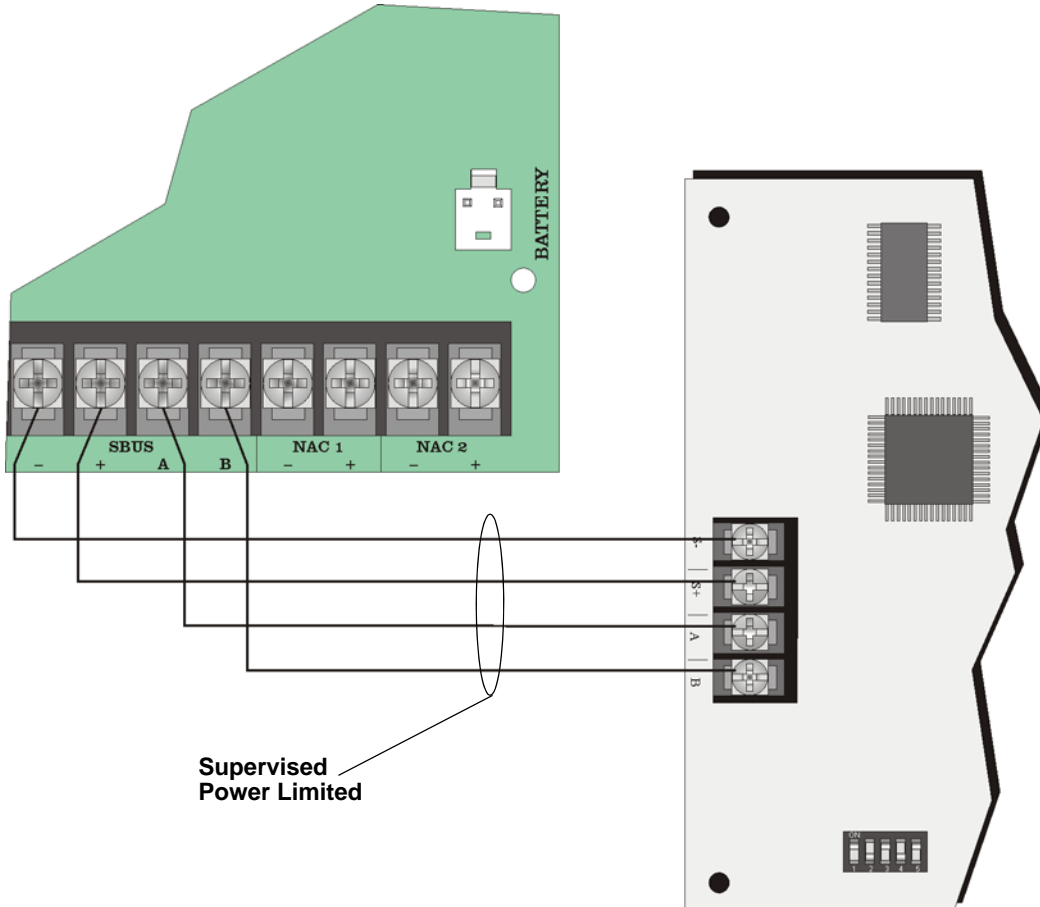 BATTERY
SBUS NAC 1 NAC 2
– + A B – + – +
S-
S+
A
B
Supervised
Power Limited
ON
1 2 3 4 5